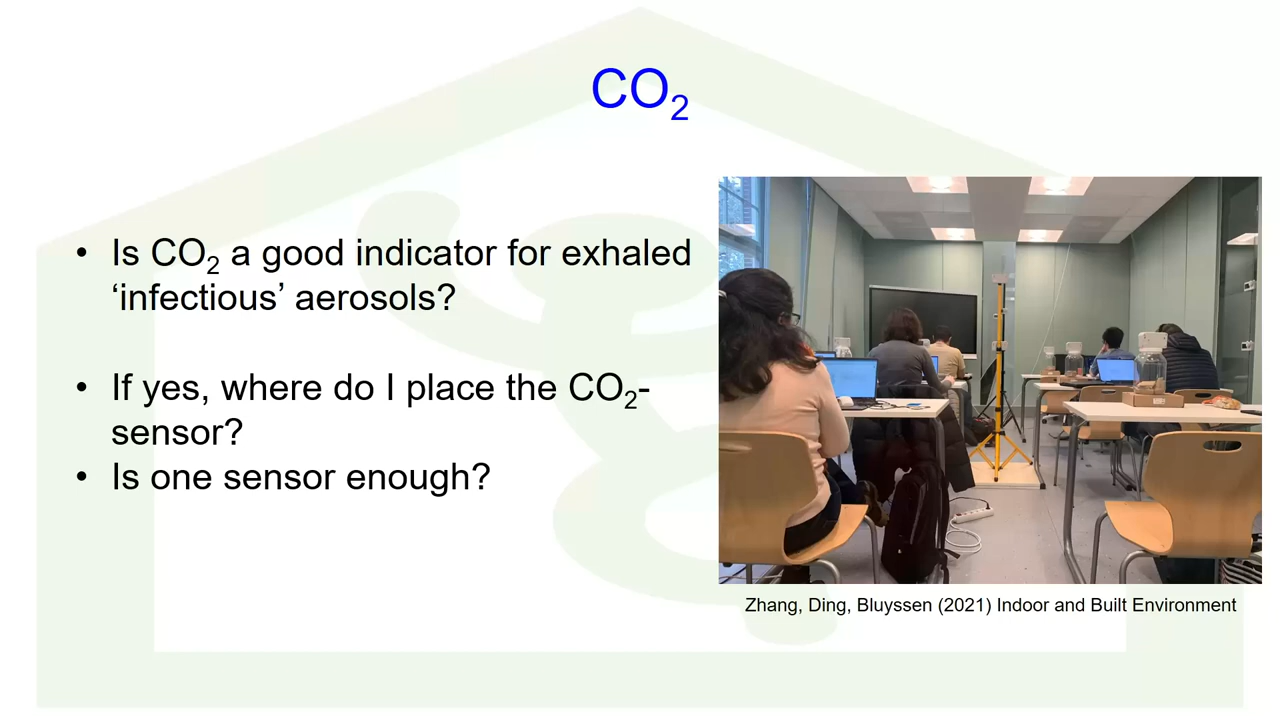 CO₂
• Is CO₂ a good indicator for exhaled
‘infectious’ aerosols?
• If yes, where do I place the CO₂-
sensor?
• Is one sensor enough?
Zhang, Ding, Bluyssen (2021) Indoor and Built Environment